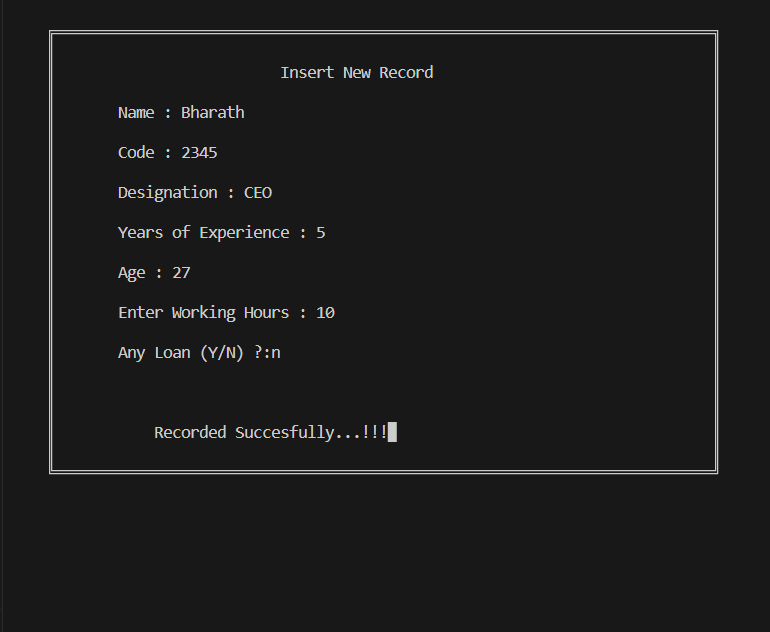 Insert New Record
Name : Bharath
Code : 2345
Designation : CEO
Years of Experience : 5
Age : 27
Enter Working Hours : 10
Any Loan (Y/N) ?:n
Recorded Succesfully...!!!